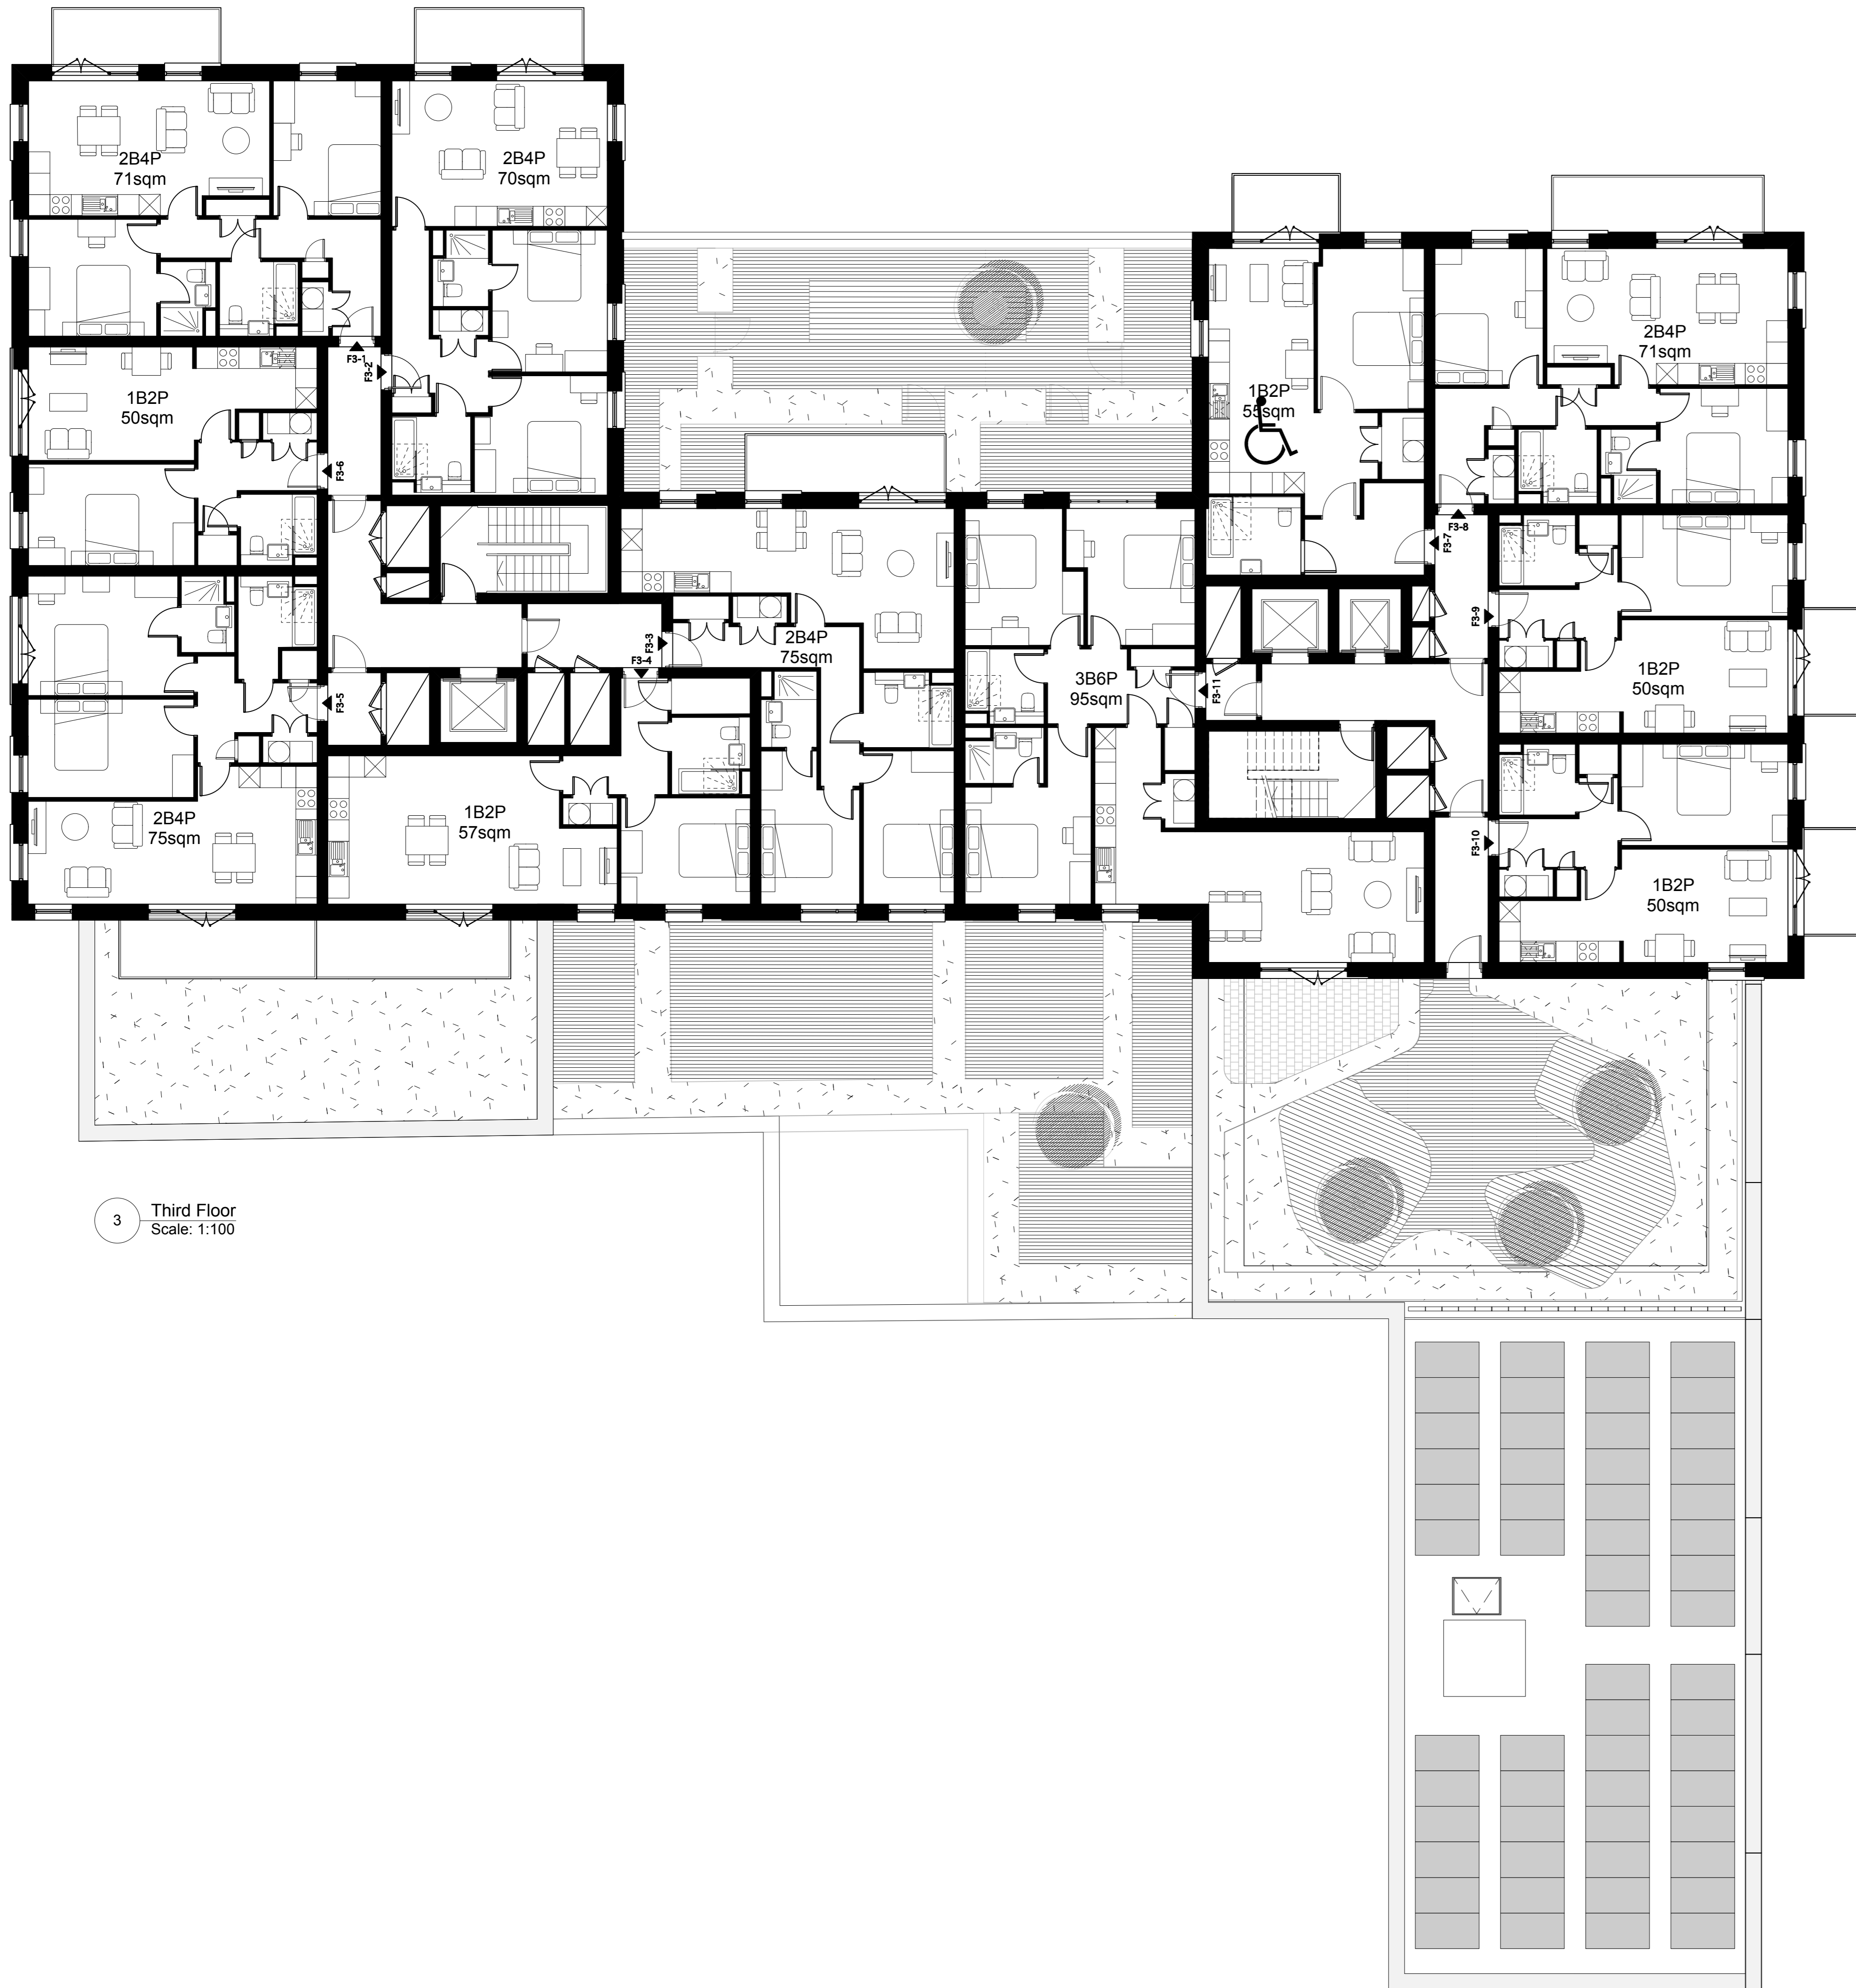 2B4P
71sqm
2B4P
70sqm
2B4P
71sqm
F3-1
F3-2
1B2P
50sqm
1B2P
55sqm
F3-6
F3-8
F3-7
F3-9
F3-3
F3-4
2B4P
75sqm
3B6P
95sqm
F3-11
1B2P
50sqm
F3-5
2B4P
75sqm
1B2P
57sqm
F3-10
1B2P
50sqm
3
Third Floor
Scale: 1:100